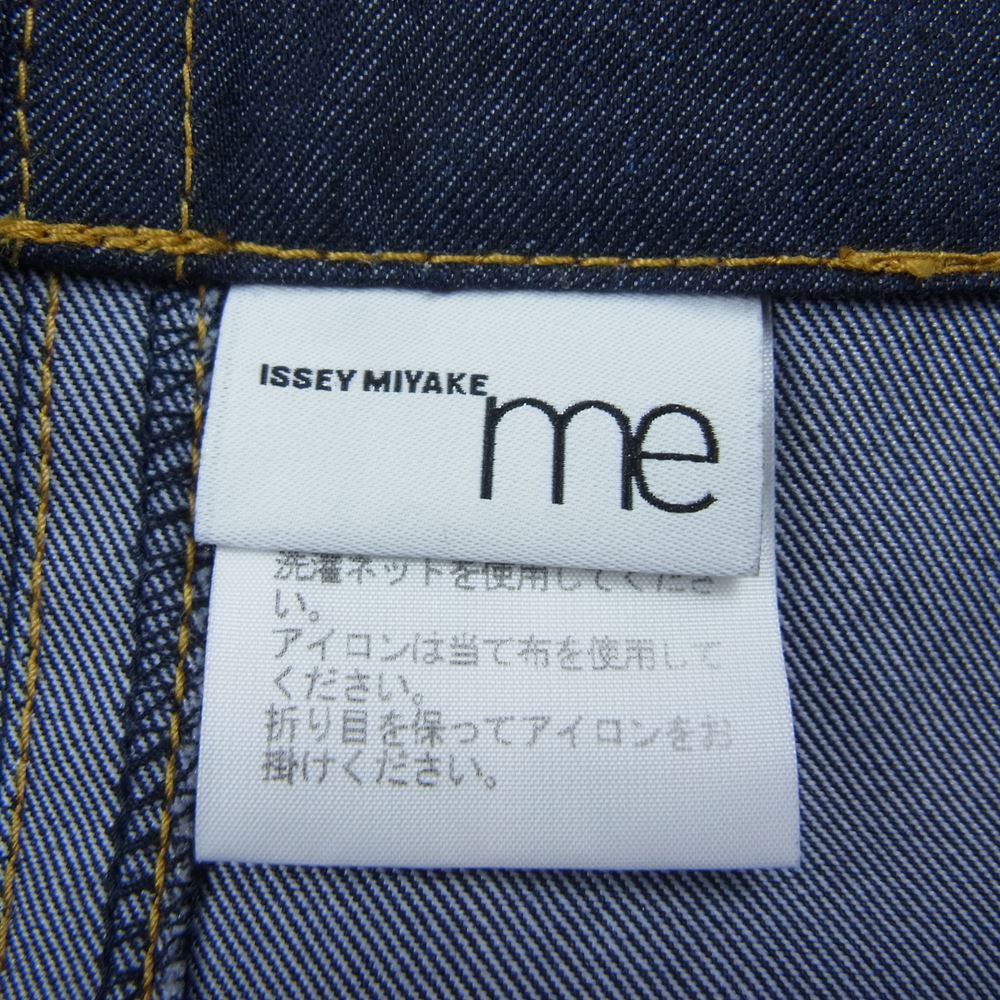 ISSEY MIYAKE
me
洗濯ネットを使用してくださ
い。
アイロンは当て布を使用して
ください。
折り目を保ってアイロンをお
掛けください。